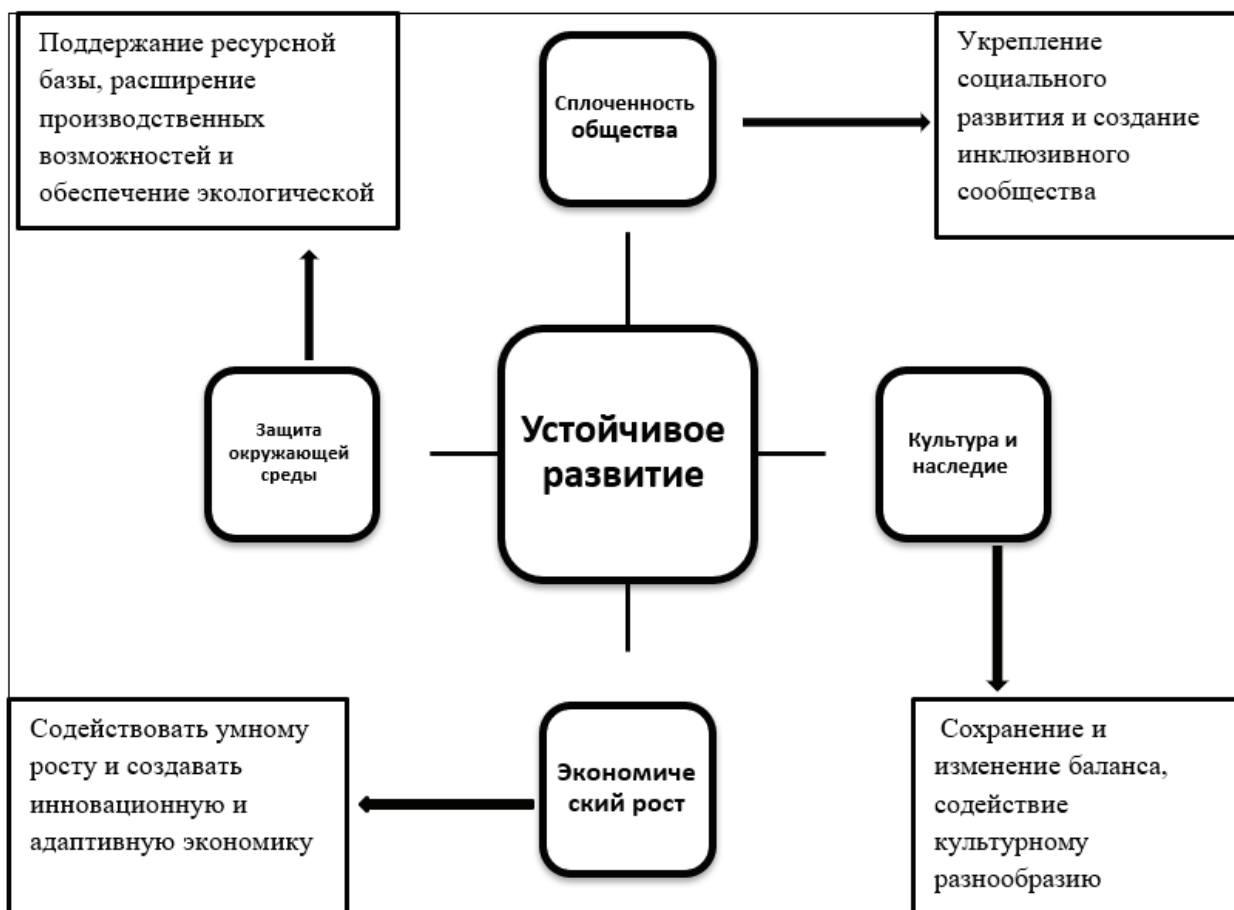 Поддержание ресурсной
базы, расширение
производственных
возможностей и
обеспечение экологической
Сплоченность
общества
Укрепление
социального
развития и создание
инклюзивного
сообщества
Защита
окружающей
среды
Устойчивое
развитие
Культура и
наследие
Содействовать умному
росту и создавать
инновационную и
адаптивную экономику
Экономиче
ский рост
Сохранение и
изменение баланса,
содействие
культурному
разнообразию